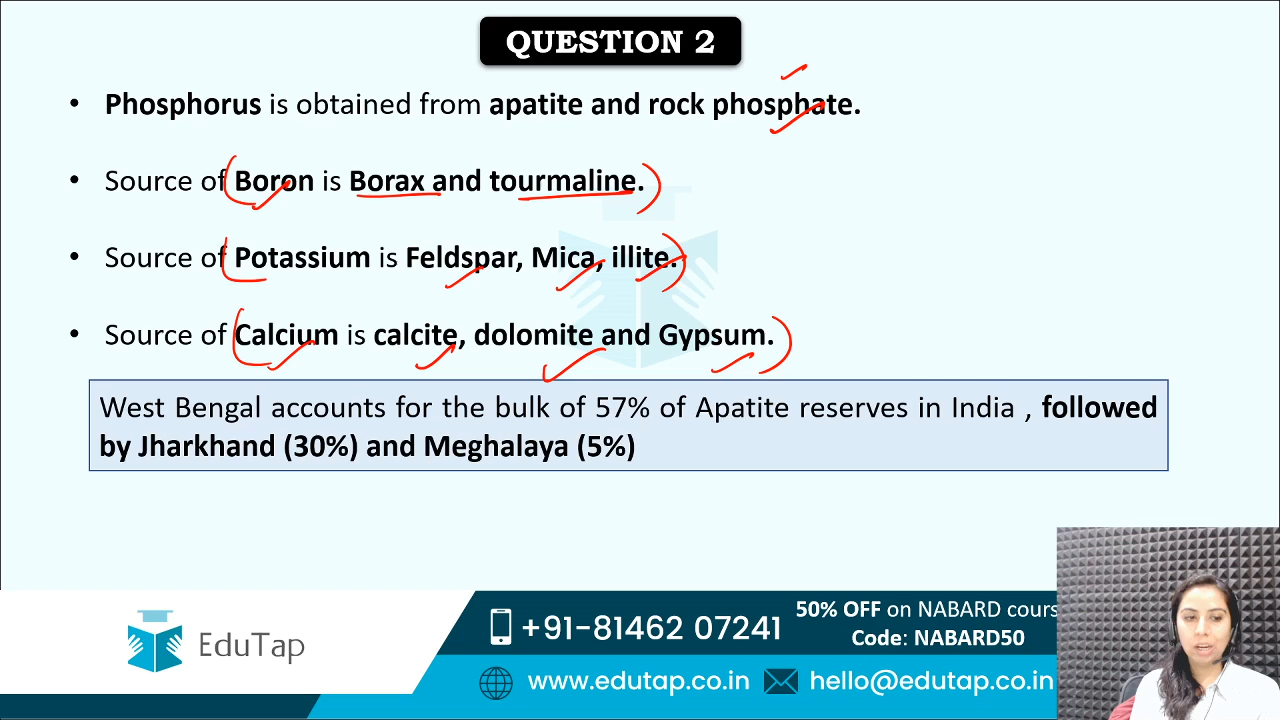 QUESTION 2
• Phosphorus is obtained from apatite and rock phosphate.
• Source of Boron is Borax and tourmaline.
• Source of Potassium is Feldspar, Mica, illite.
• Source of Calcium is calcite, dolomite and Gypsum.
West Bengal accounts for the bulk of 57% of Apatite reserves in India , followed
by Jharkhand (30%) and Meghalaya (5%)
EduTap
+91-81462 07241
50% OFF on NABARD cours
Code: NABARD50
www.edutap.co.in
hello@edutap.co.in